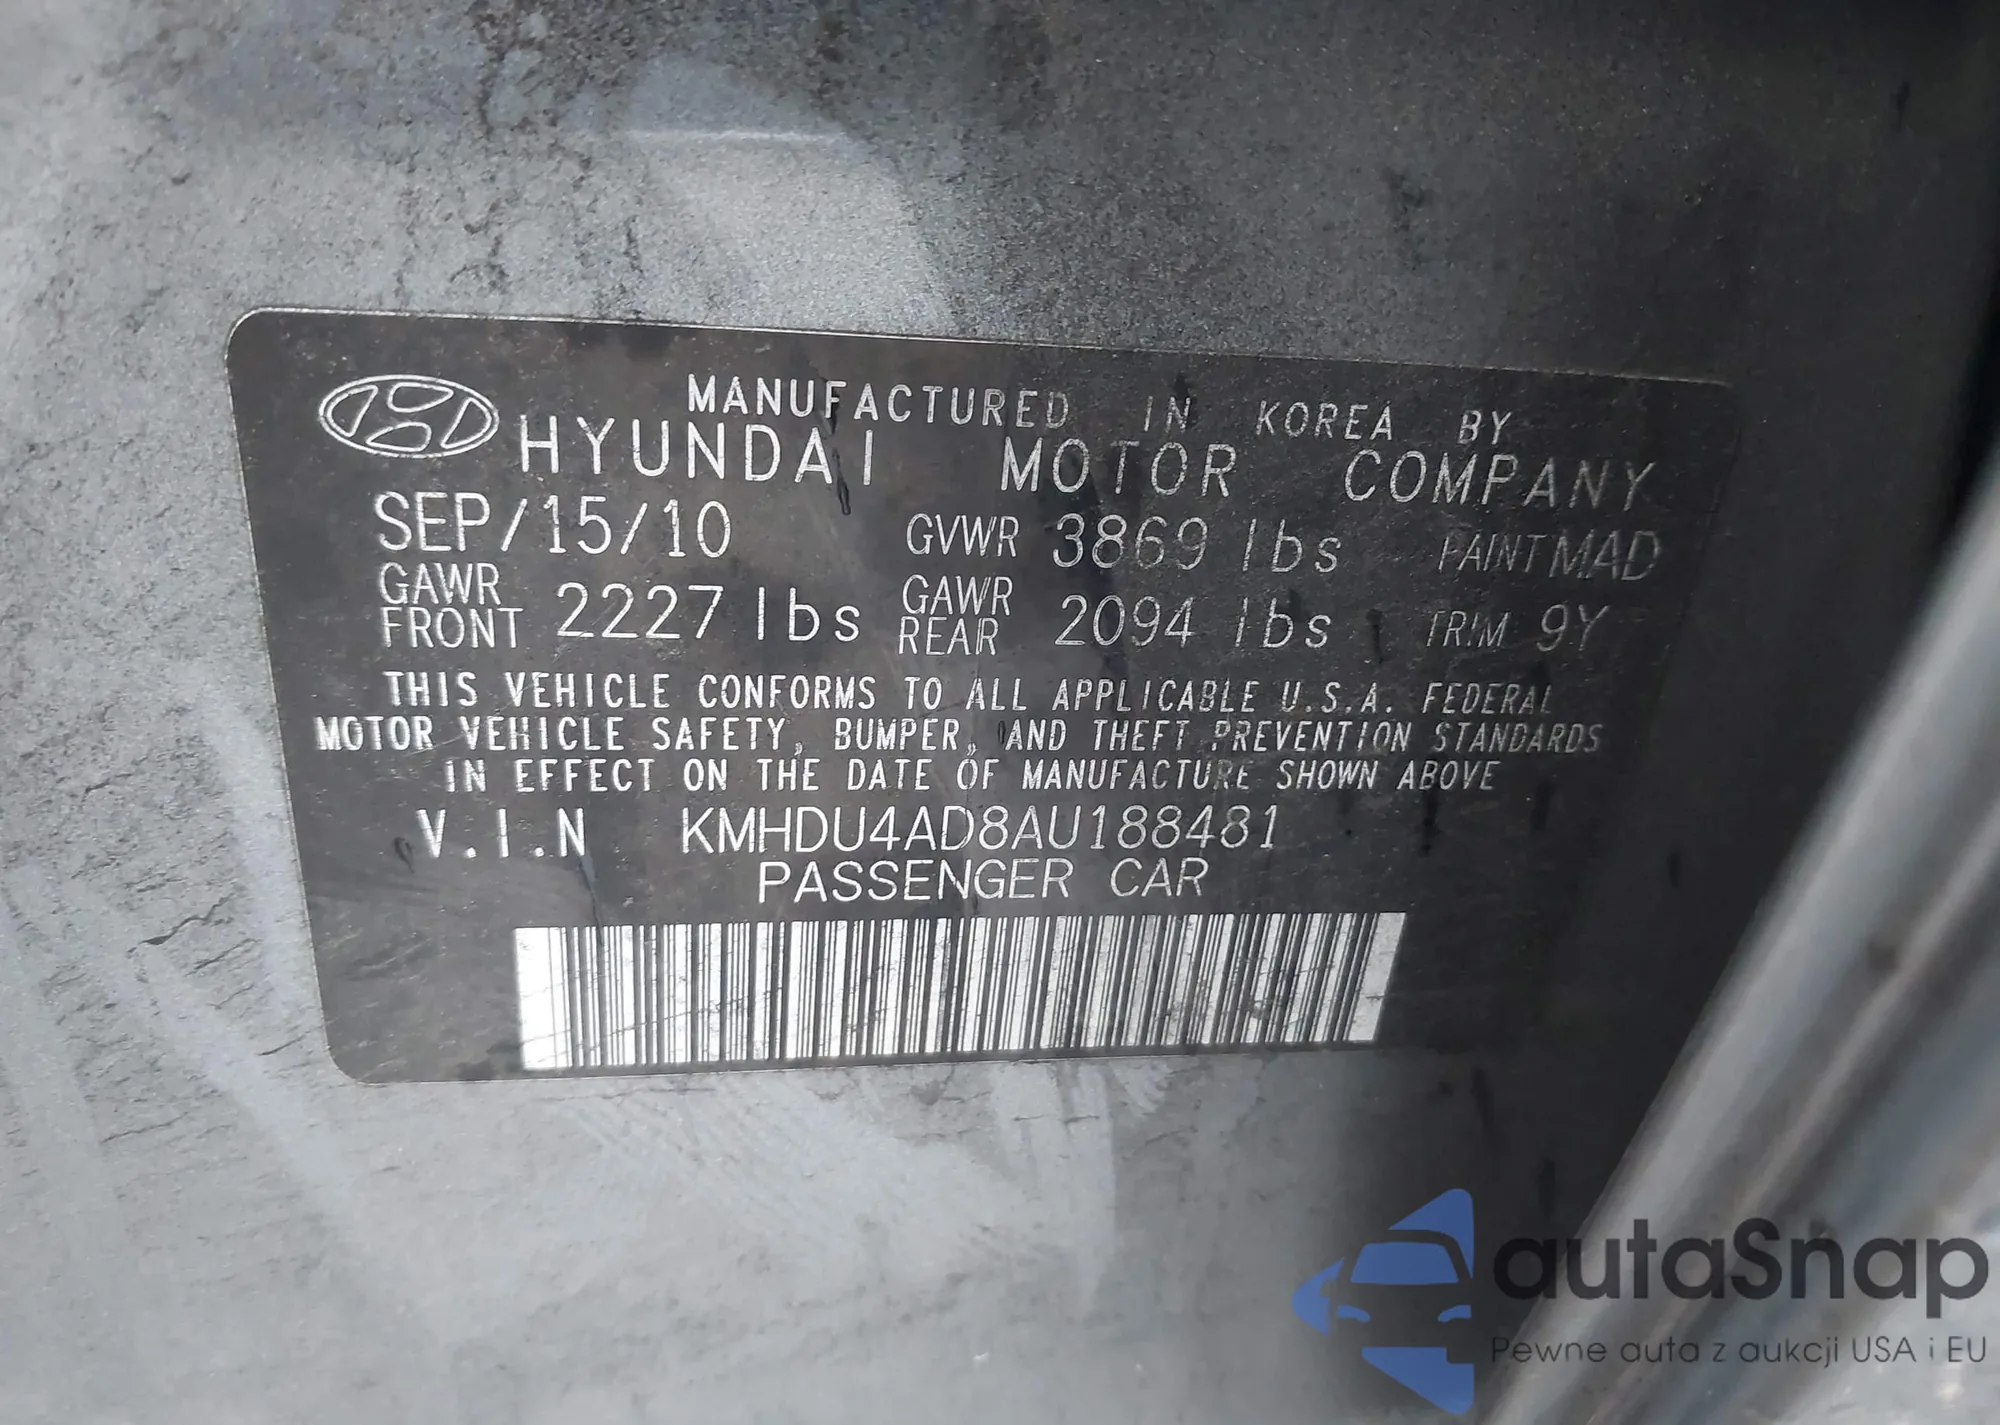 MANUFACTURED IN KOREA BY
HYUNDAI MOTOR COMPANY
SEP/15/10 GVWR 3869 lbs PAINT MAD
GAWR FRONT 2227 lbs GAWR REAR 2094 lbs TRIM 9Y
THIS VEHICLE CONFORMS TO ALL APPLICABLE U.S.A. FEDERAL
MOTOR VEHICLE SAFETY, BUMPER, AND THEFT PREVENTION STANDARDS
IN EFFECT ON THE DATE OF MANUFACTURE SHOWN ABOVE
V.I.N KMHDU4AD8AU188481
PASSENGER CAR
autaSnap
Pewne auta z aukcji USA i EU